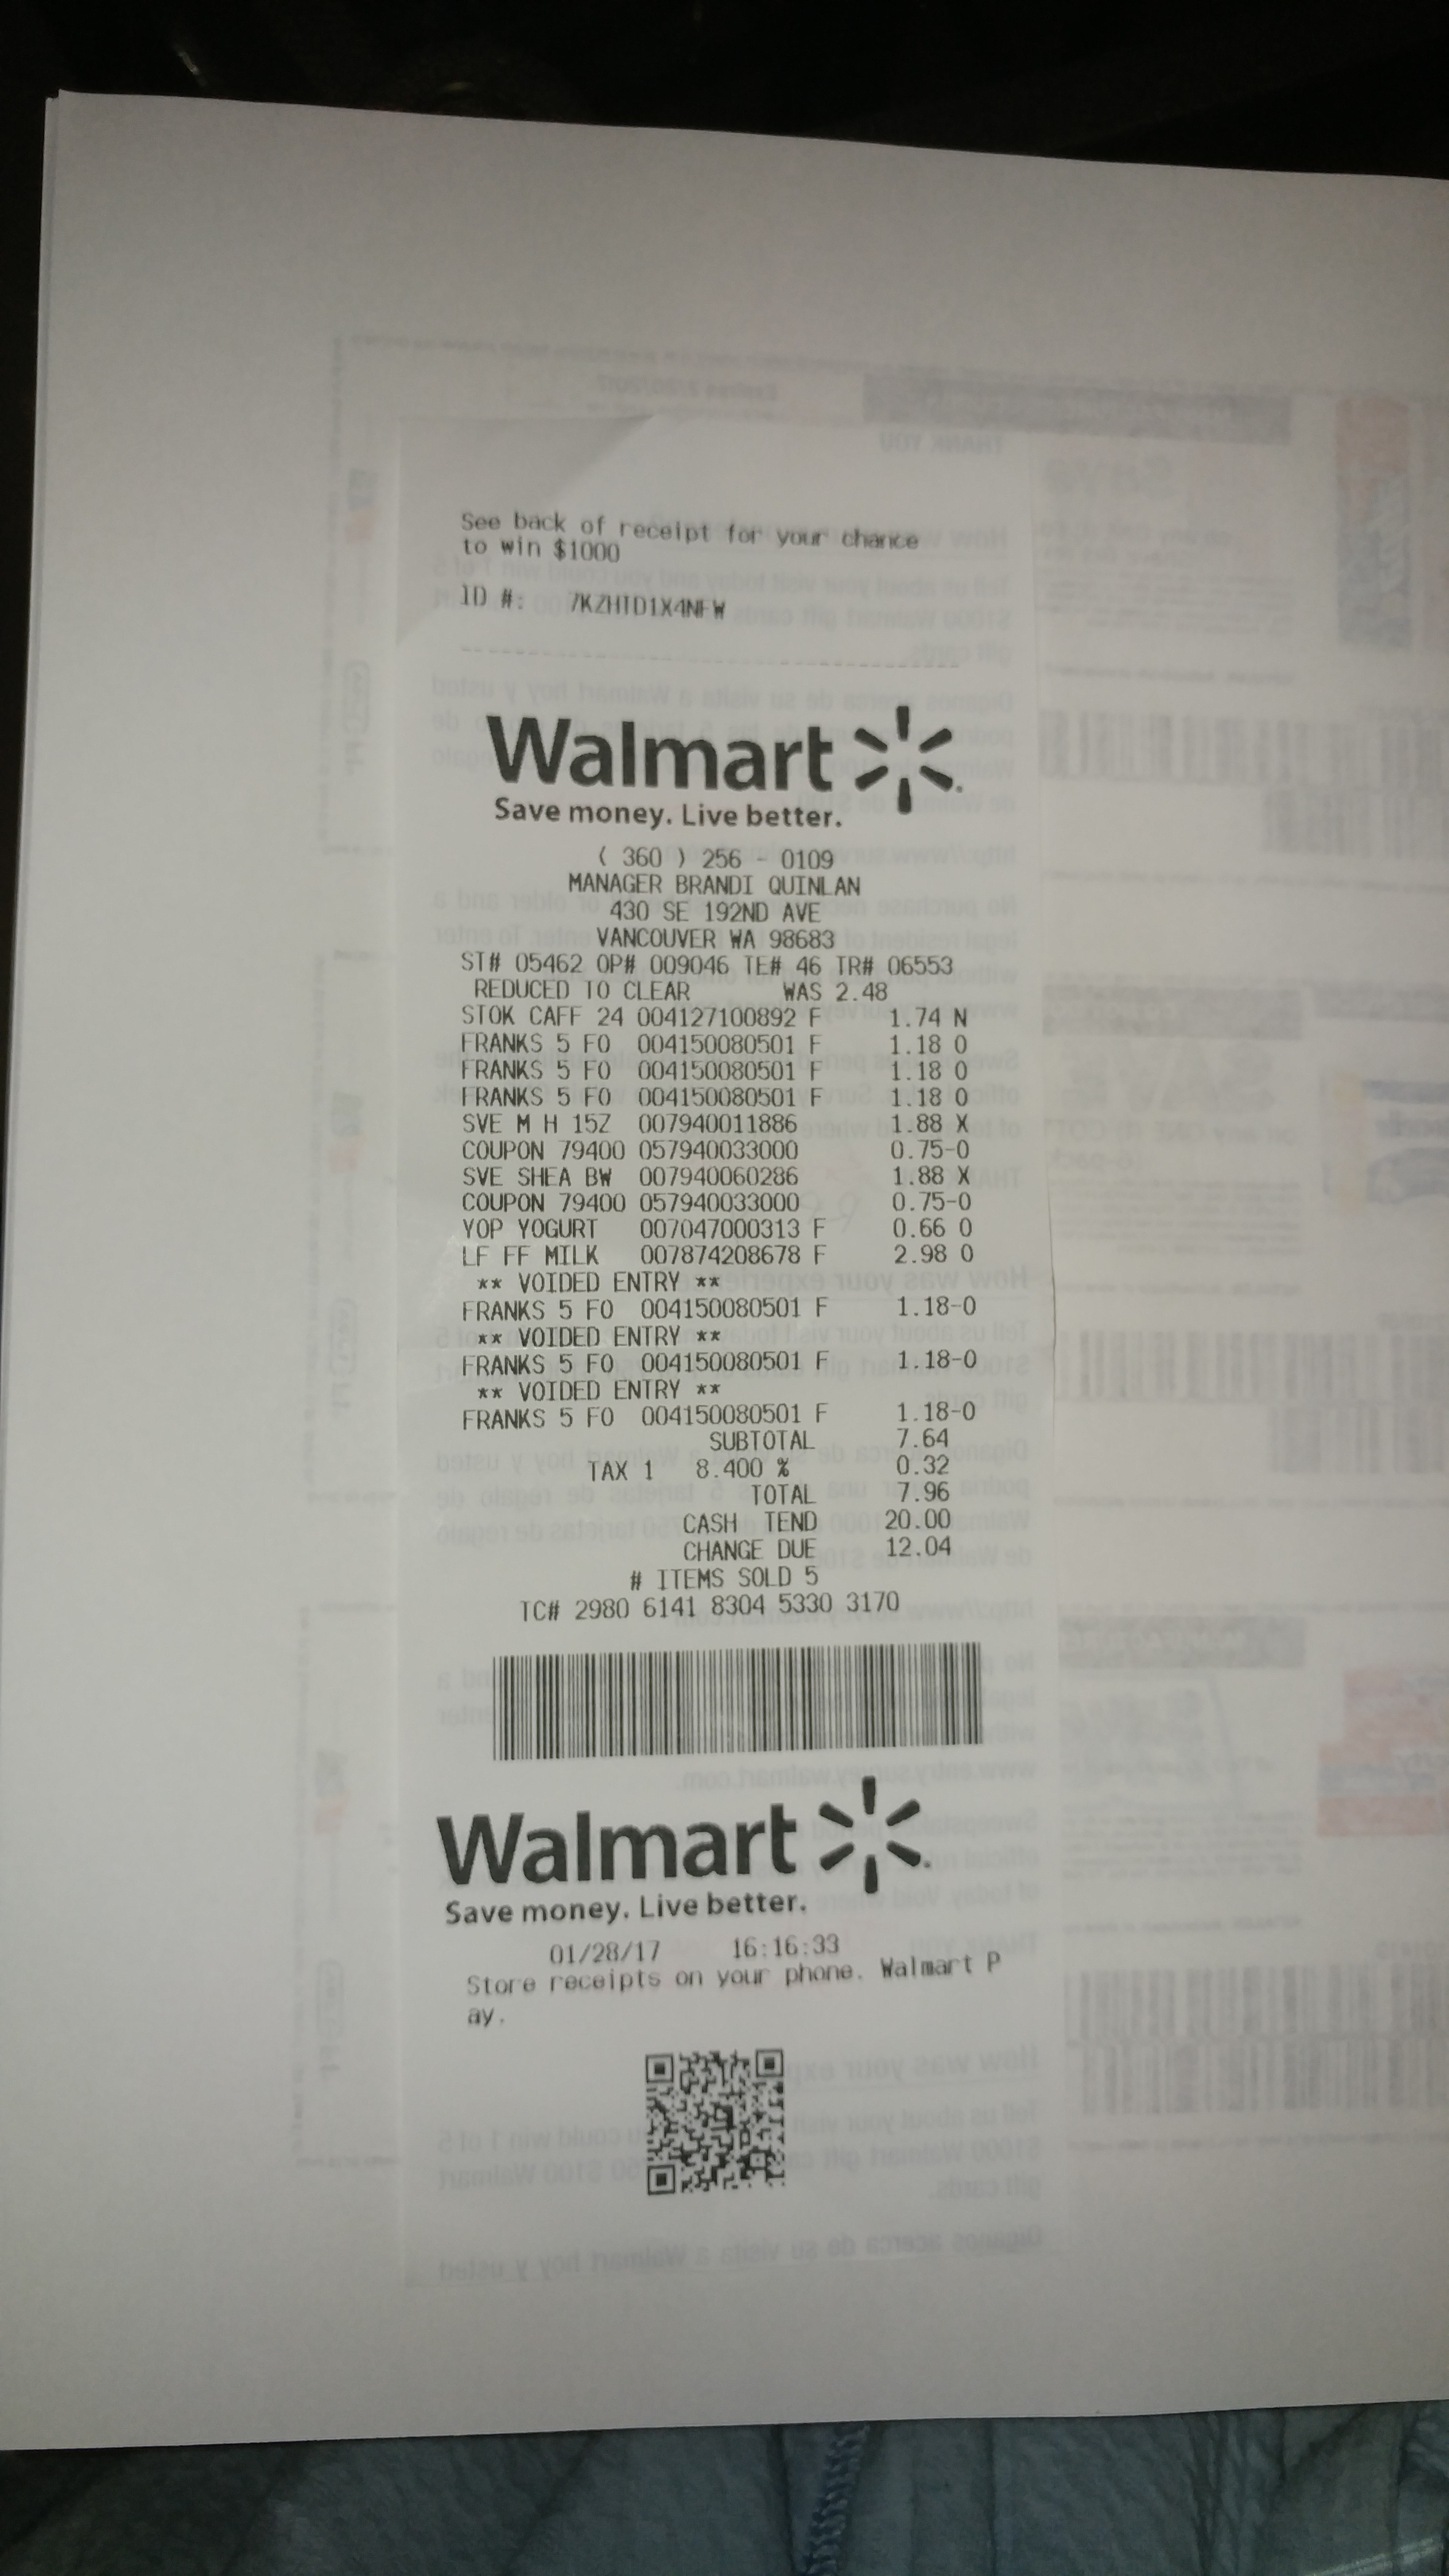 See back of receipt for your chance
to win $1000
ID #: 7KZHTD1X4NFW
Walmart
Save money. Live better.
( 360 ) 256 - 0109
MANAGER BRANDI QUINLAN
430 SE 192ND AVE
VANCOUVER WA 98683
ST# 05462 OP# 009046 TE# 46 TR# 06553
REDUCED TO CLEAR WAS 2.48
STOK CAFF 24 004127100892 F 1.74 N
FRANKS 5 FO 004150080501 F 1.18 O
FRANKS 5 FO 004150080501 F 1.18 O
FRANKS 5 FO 004150080501 F 1.18 O
SVE M H 15Z 007940011886 1.88 X
COUPON 79400 057940033000 0.75-O
SVE SHEA BW 007940060286 1.88 X
COUPON 79400 057940033000 0.75-O
YOP YOGURT 007047000313 F 0.66 O
LF FF MILK 007874208678 F 2.98 O
** VOIDED ENTRY **
FRANKS 5 FO 004150080501 F 1.18-O
** VOIDED ENTRY **
FRANKS 5 FO 004150080501 F 1.18-O
** VOIDED ENTRY **
FRANKS 5 FO 004150080501 F 1.18-O
SUBTOTAL 7.64
TAX 1 8.400 % 0.32
TOTAL 7.96
CASH TEND 20.00
CHANGE DUE 12.04
# ITEMS SOLD 5
TC# 2980 6141 8304 5330 3170
Walmart
Save money. Live better.
01/28/17 16:16:33
Store receipts on your phone. Walmart P
ay.